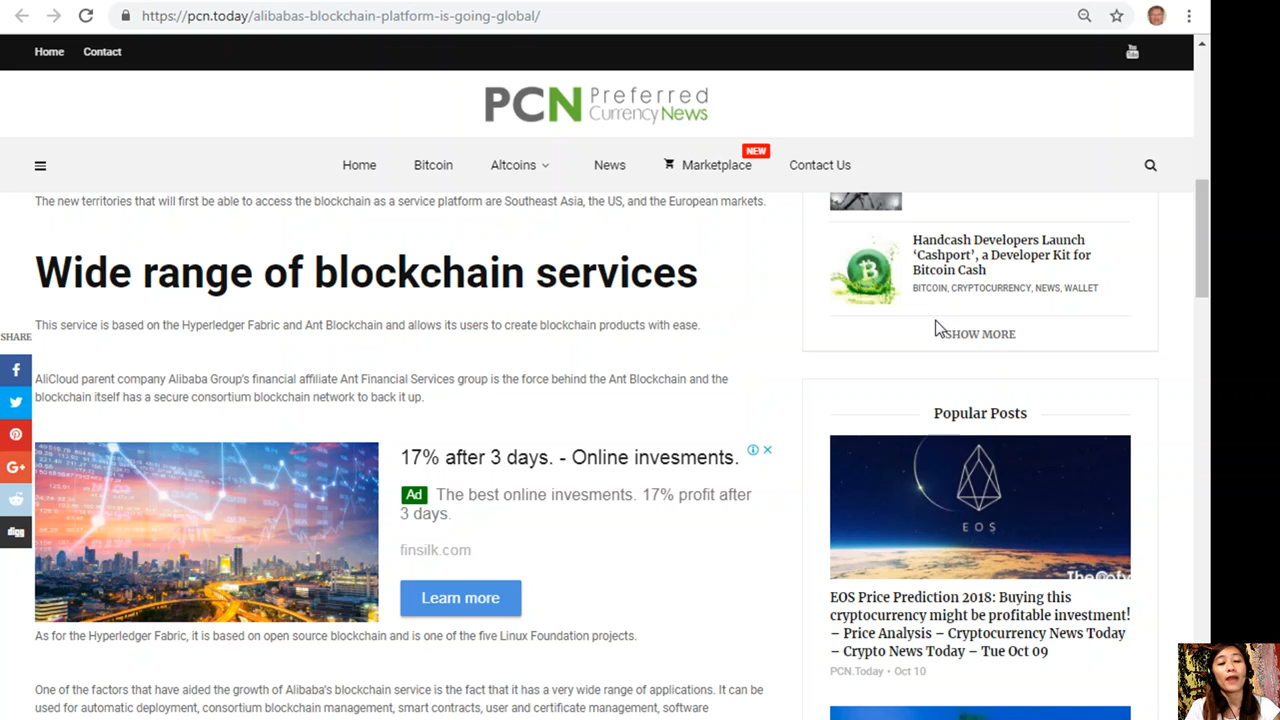 https://pcn.today/alibabas-blockchain-platform-is-going-global/
Home Contact
You
PCN Preferred
CurrencyNews
NEW
Home Bitcoin Altcoins News Marketplace Contact Us
The new territories that will first be able to access the blockchain as a service platform are Southeast Asia, the US, and the European markets.
Wide range of blockchain services
This service is based on the Hyperledger Fabric and Ant Blockchain and allows its users to create blockchain products with ease.
SHARE
AliCloud parent company Alibaba Group's financial affiliate Ant Financial Services group is the force behind the Ant Blockchain and the
blockchain itself has a secure consortium blockchain network to back it up.
17% after 3 days. - Online invesments.
Ad The best online invesments. 17% profit after
3 days.
finsilk.com
Learn more
digg
As for the Hyperledger Fabric, it is based on open source blockchain and is one of the five Linux Foundation projects.
One of the factors that have aided the growth of Alibaba's blockchain service is the fact that it has a very wide range of applications. It can be
used for automatic deployment, consortium blockchain management, smart contracts, user and certificate management, software
Handcash Developers Launch
‘Cashport’, a Developer Kit for
Bitcoin Cash
BITCOIN, CRYPTOCURRENCY, NEWS, WALLET
SHOW MORE
Popular Posts
EOS
EOS Price Prediction 2018: Buying this
cryptocurrency might be profitable investment!
– Price Analysis – Cryptocurrency News Today
– Crypto News Today – Tue Oct 09
PCN.Today • Oct 10